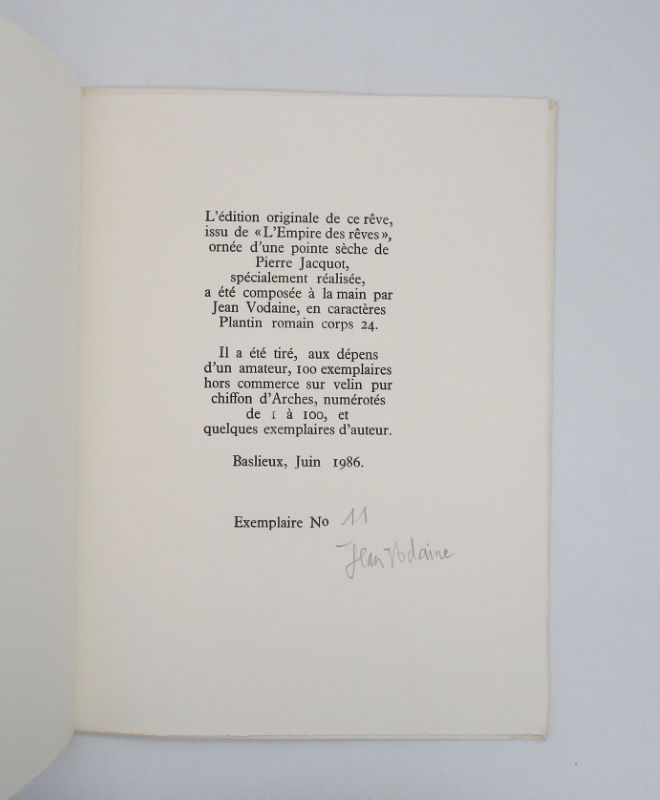 L'édition originale de ce rêve,
issu de «L'Empire des rêves»,
ornée d'une pointe sèche de
Pierre Jacquot,
spécialement réalisée,
a été composée à la main par
Jean Vodaine, en caractères
Plantin romain corps 24.
Il a été tiré, aux dépens
d'un amateur, 100 exemplaires
hors commerce sur velin pur
chiffon d'Arches, numérotés
de 1 à 100, et
quelques exemplaires d'auteur.
Baslieux, Juin 1986.
Exemplaire No 11
Jean Vodaine